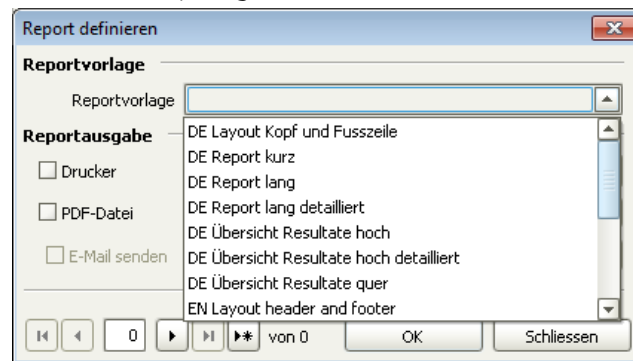 Report definieren
Reportvorlage
Reportvorlage
Reportausgabe
DE Layout Kopf und Fusszeile
Drucker
DE Report kurz
DE Report lang
PDF-Datei
DE Report lang detailliert
DE Übersicht Resultate hoch
E-Mail senden
DE Übersicht Resultate hoch detailliert
DE Übersicht Resultate quer
EN Layout header and footer
0 von 0 OK Schliessen